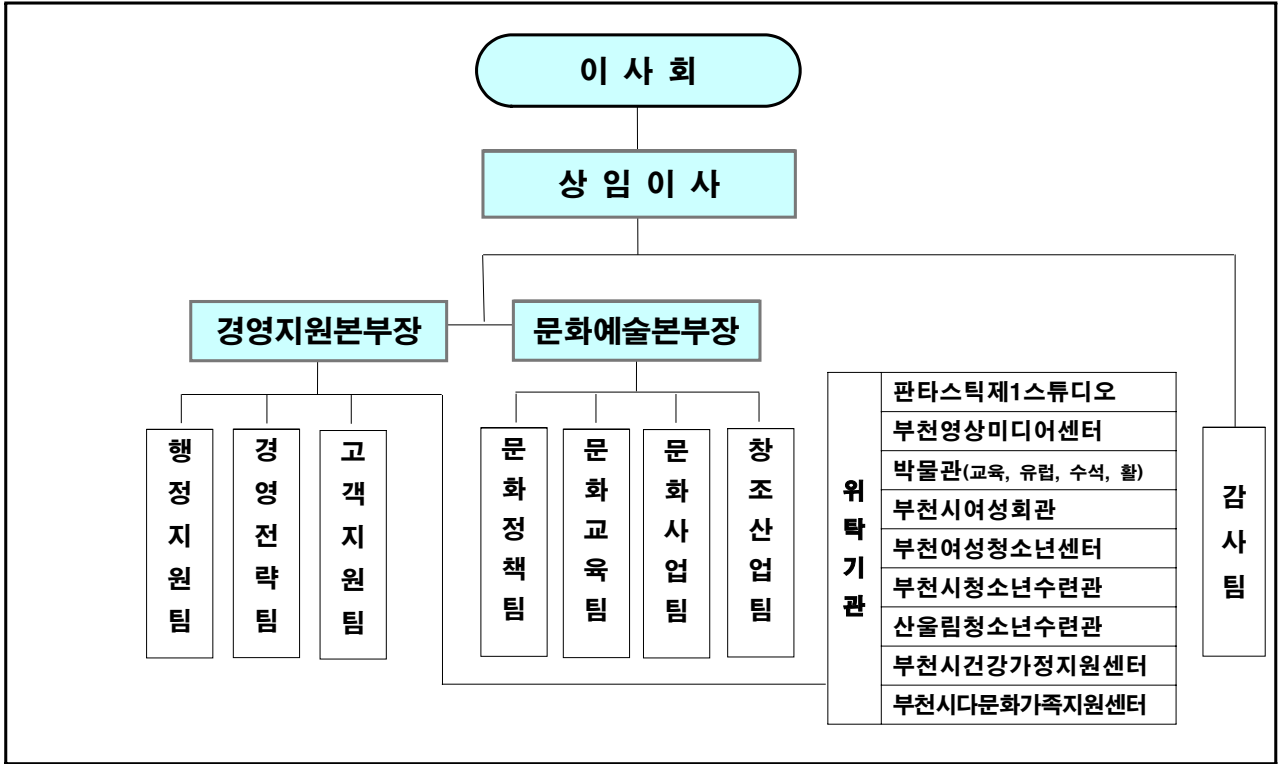 이 사 회
상 임 이 사
경영지원본부장
문화예술본부장
행정지원팀
경영전략팀
고객지원팀
문화정책팀
문화교육팀
문화사업팀
창조산업팀
위탁기관
판타스틱제1스튜디오
부천영상미디어센터
박물관(교육, 유럽, 수석, 활)
부천시여성회관
부천여성청소년센터
부천시청소년수련관
산울림청소년수련관
부천시건강가정지원센터
부천시다문화가족지원센터
감사팀